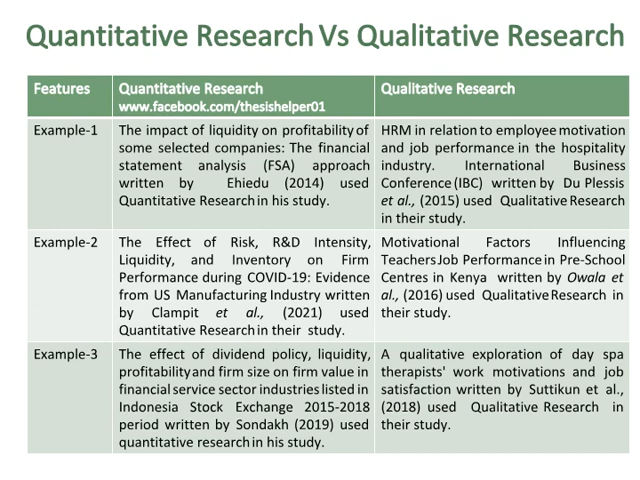 Quantitative Research Vs Qualitative Research
Features
Quantitative Research
www.facebook.com/thesishelper01
Qualitative Research
Example-1
The impact of liquidity on profitability of
some selected companies: The financial
statement analysis (FSA) approach
written by Ehiedu (2014) used
Quantitative Research in his study.
HRM in relation to employee motivation
and job performance in the hospitality
industry. International Business
Conference (IBC) written by Du Plessis
et al., (2015) used Qualitative Research
in their study.
Example-2
The Effect of Risk, R&D Intensity,
Liquidity, and Inventory on Firm
Performance during COVID-19: Evidence
from US Manufacturing Industry written
by Clampit et al., (2021) used
Quantitative Research in their study.
Motivational Factors Influencing
Teachers Job Performance in Pre-School
Centres in Kenya written by Owala et
al., (2016) used Qualitative Research in
their study.
Example-3
The effect of dividend policy, liquidity,
profitability and firm size on firm value in
financial service sector industries listed in
Indonesia Stock Exchange 2015-2018
period written by Sondakh (2019) used
quantitative research in his study.
A qualitative exploration of day spa
therapists' work motivations and job
satisfaction written by Suttikun et al.,
(2018) used Qualitative Research in
their study.